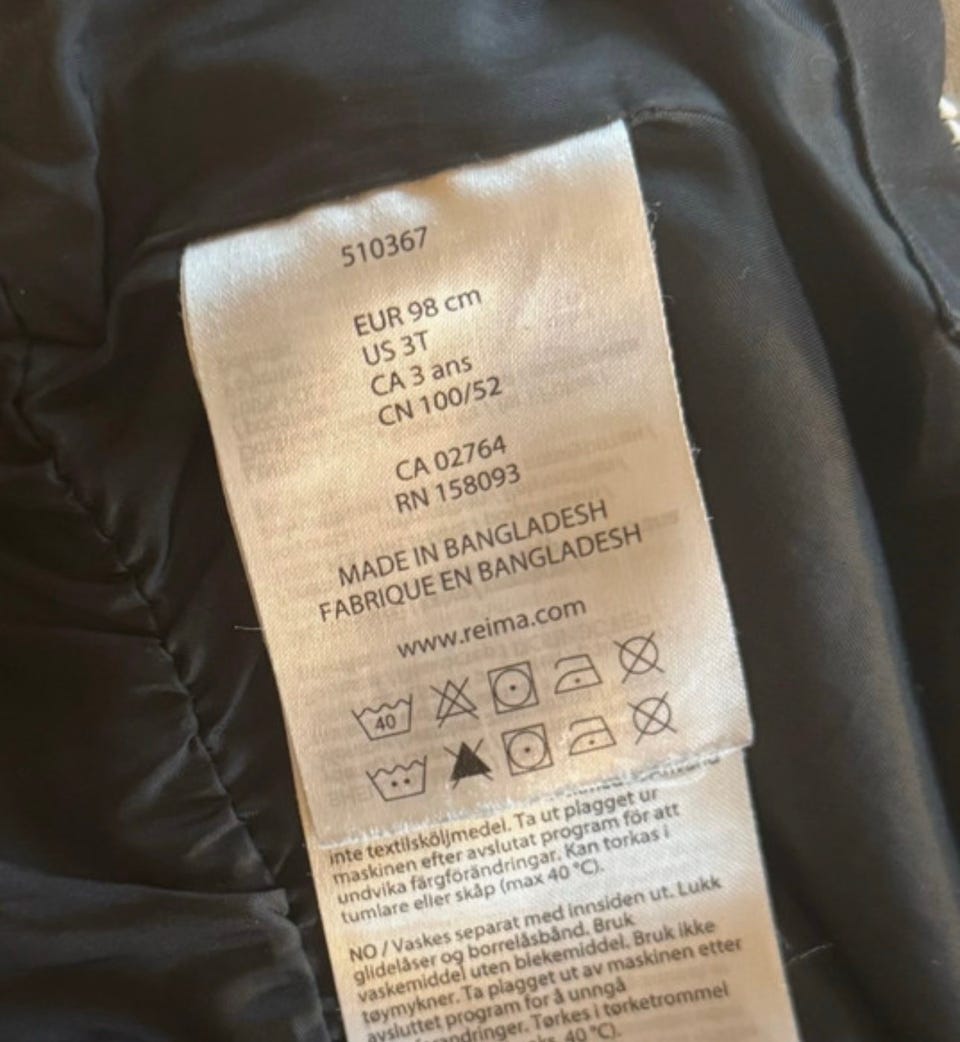 510367
EUR 98 cm
US 3T
CA 3 ans
CN 100/52
CA 02764
RN 158093
MADE IN BANGLADESH
FABRIQUE EN BANGLADESH
www.reima.com
40
inte textilsköljmedel. Ta ut plagget ur
maskinen efter avslutat program för att
undvika färgförändringar. Kan torkas i
tumlare eller skåp (max 40 °C).
NO / Vaskes separat med innsiden ut. Lukk
glidelåser og borrelåsbånd. Bruk
vaskemiddel uten blekemiddel. Bruk ikke
tøymykner. Ta plagget ut av maskinen etter
avsluttet program for å unngå
Tørkes i tørketrommel
40 °C).